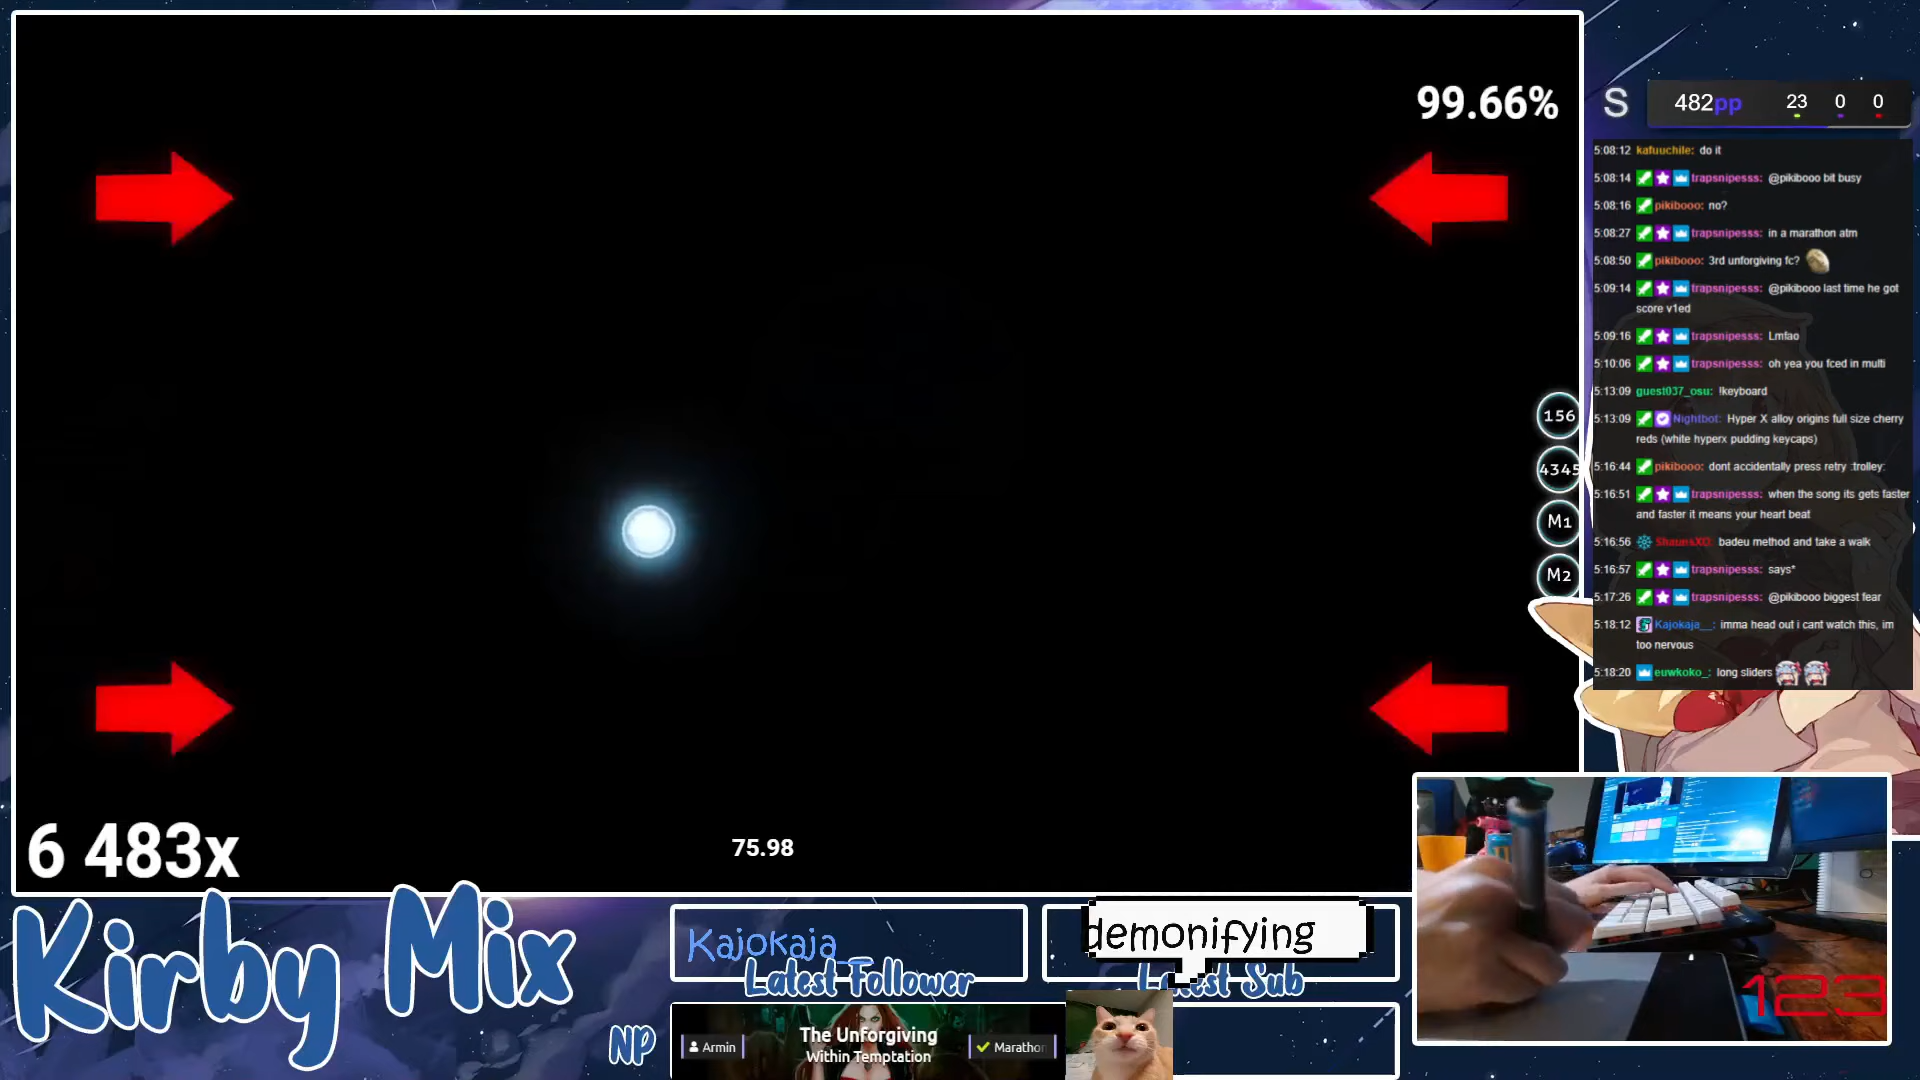 99.66%
S 482pp 23 0 0
5:08:12 kafuuchile: do it
5:08:14 trapsnipesss: @pikibooo bit busy
5:08:16 pikibooo: no?
5:08:27 trapsnipesss: in a marathon atm
5:08:50 pikibooo: 3rd unforgiving fc?
5:09:14 trapsnipesss: @pikibooo last time he got
score v1ed
5:09:16 trapsnipesss: Lmfao
5:10:06 trapsnipesss: oh yea you fced in multi
5:13:09 guest037_osu: !keyboard
5:13:09 Nightbot: Hyper X alloy origins full size cherry
reds (white hyperx pudding keycaps)
5:16:44 pikibooo: dont accidentally press retry :trolley:
5:16:51 trapsnipesss: when the song its gets faster
and faster it means your heart beat
5:16:56 ShaunsXO: badeu method and take a walk
5:16:57 trapsnipesss: says*
5:17:26 trapsnipesss: @pikibooo biggest fear
5:18:12 Kajokaja__: imma head out i cant watch this, im
too nervous
5:18:20 euwkoko_: long sliders
156
4345
M1
M2
6 483x
75.98
Kirby Mix
Kajokaja__
Latest Follower
demonifying
Latest Sub
NP
Armin
The Unforgiving
Within Temptation
Marathon
123